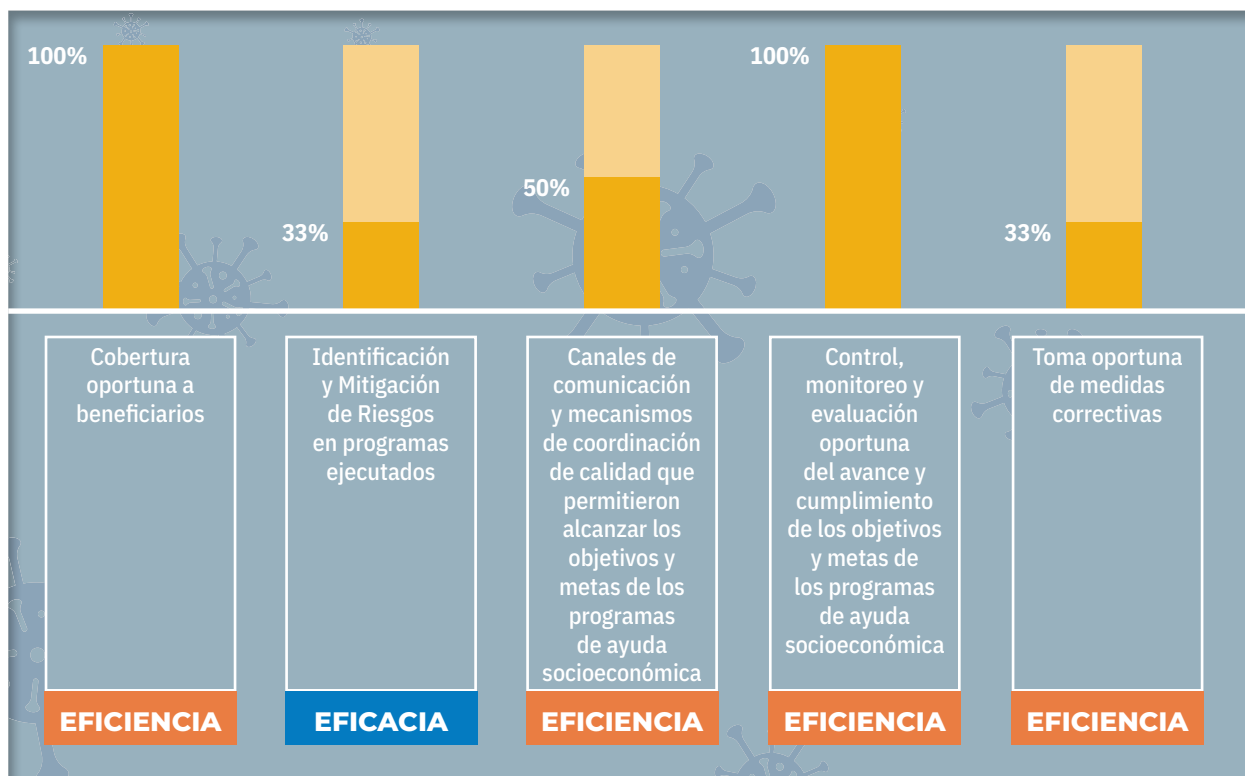 100%
33%
50%
100%
33%
Cobertura
oportuna a
beneficiarios
Identificación
y Mitigación
de Riesgos
en programas
ejecutados
Canales de
comunicación
y mecanismos
de coordinación
de calidad que
permitieron
alcanzar los
objetivos y
metas de los
programas
de ayuda
socioeconómica
Control,
monitoreo y
evaluación
oportuna
del avance y
cumplimiento
de los objetivos
y metas de
los programas
de ayuda
socioeconómica
Toma oportuna
de medidas
correctivas
EFICIENCIA
EFICACIA
EFICIENCIA
EFICIENCIA
EFICIENCIA